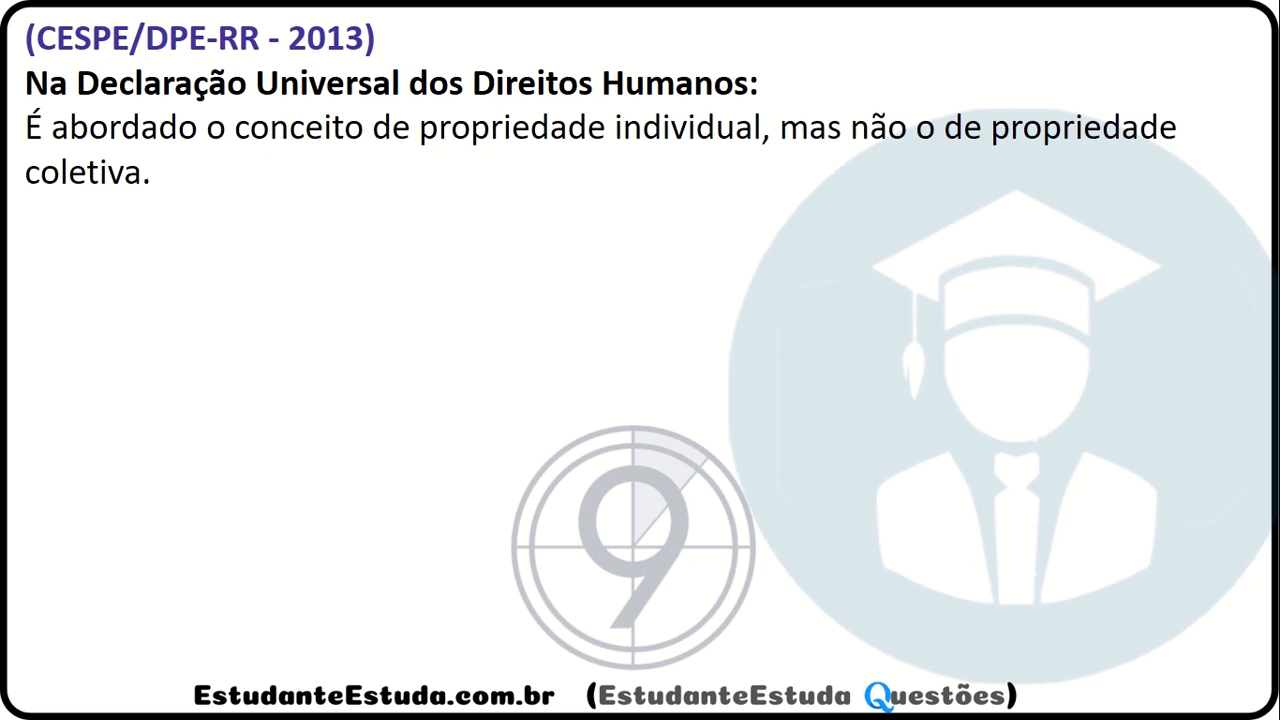 (CESPE/DPE-RR - 2013)
Na Declaração Universal dos Direitos Humanos:
É abordado o conceito de propriedade individual, mas não o de propriedade
coletiva.
9
EstudanteEstuda.com.br (EstudanteEstuda Questões)